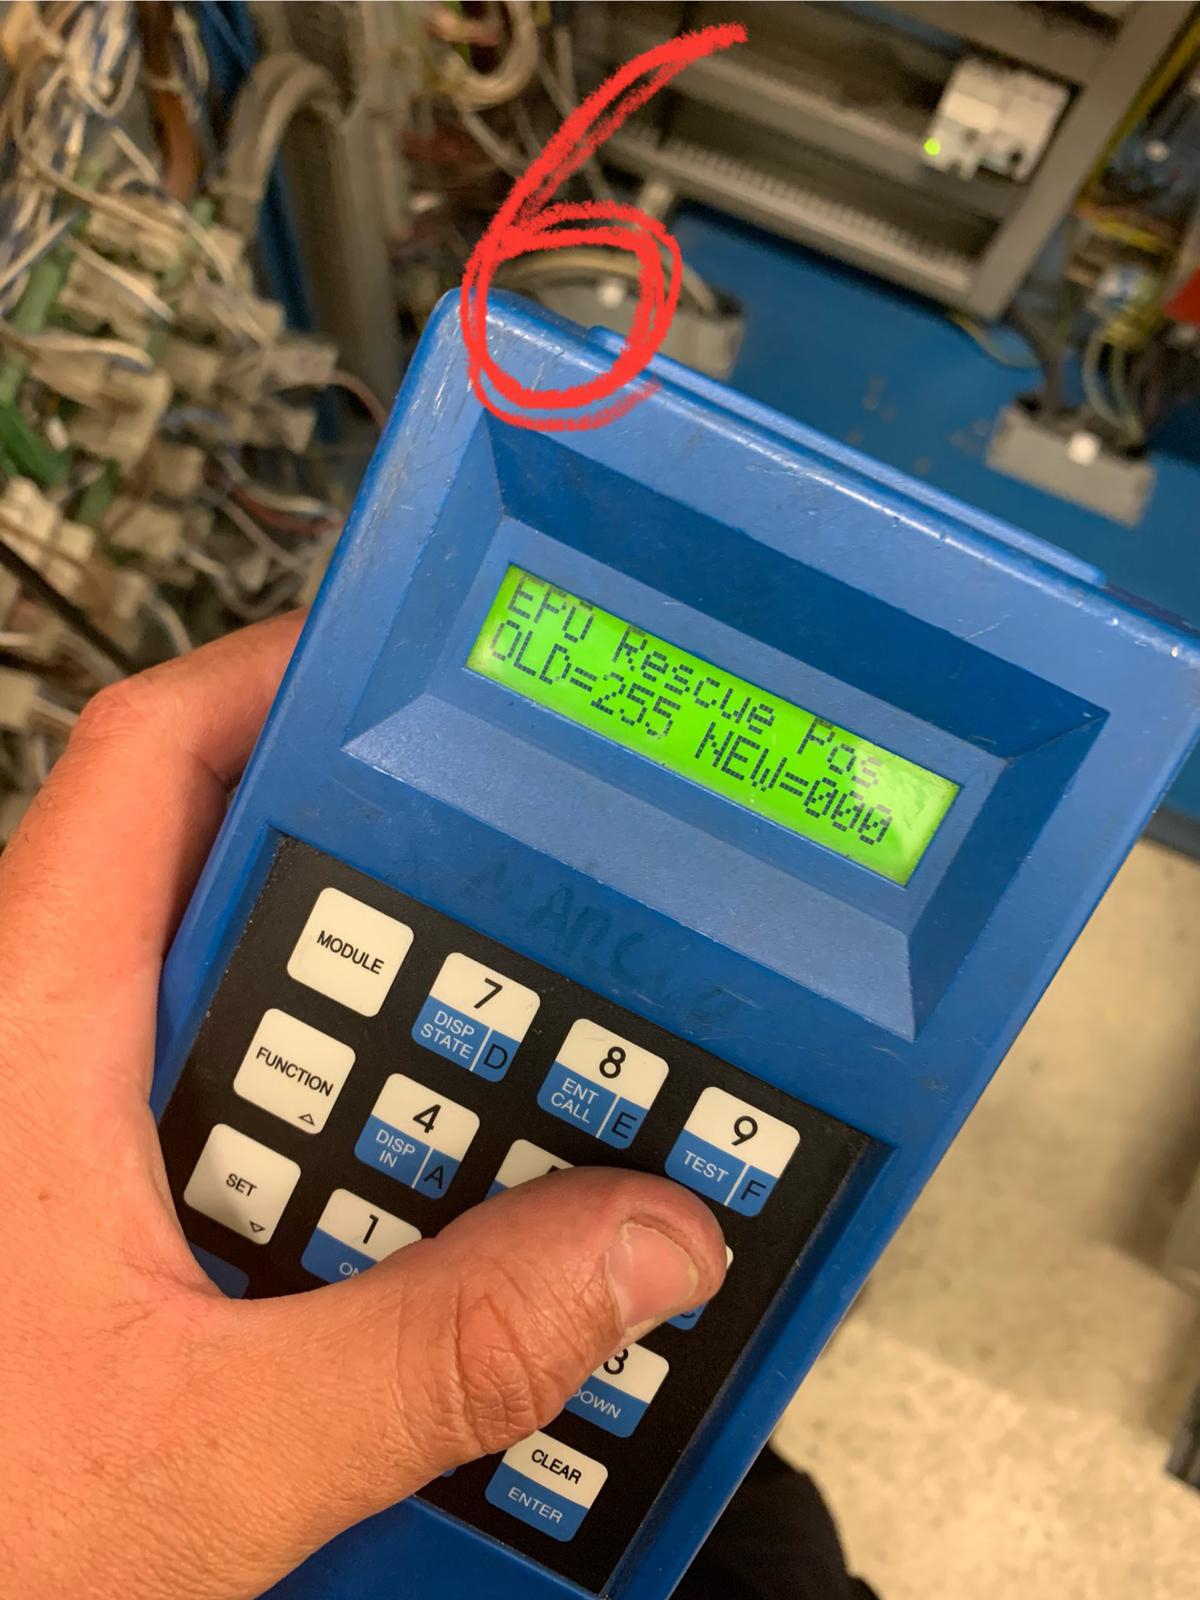 6
EPO Rescue Pos
OLD=255 NEW=000
MODULE
7
DISP
STATE
D
8
ENT
CALL
E
9
TEST
F
FUNCTION
4
DISP
IN
A
SET
1
3
DOWN
CLEAR
ENTER